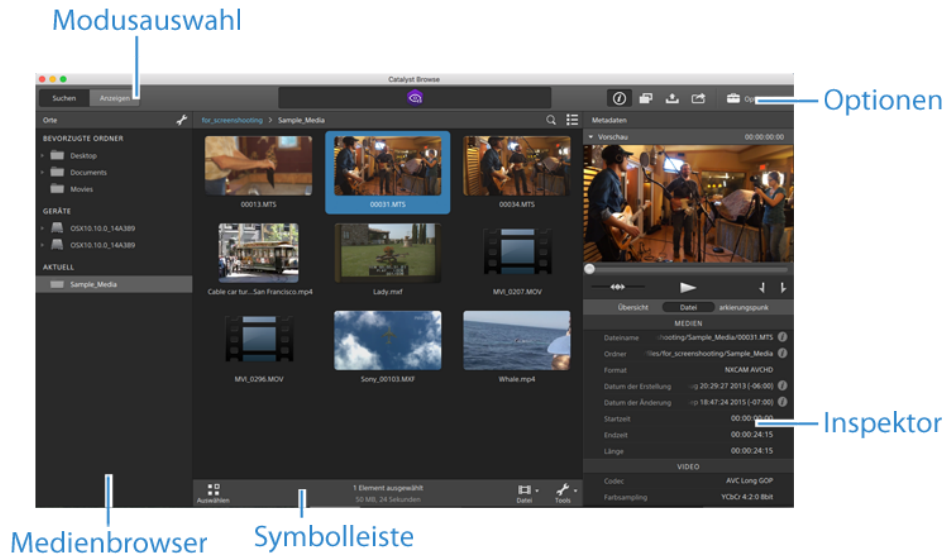 Modusauswahl
Catalyst Browse
Suchen Anzeigen
Optionen
Orte
for_screenshooting > Sample_Media
Metadaten
BEVORZUGTE ORDNER
Desktop
Documents
Movies
GERÄTE
OSX10.10.0_14A389
OSX10.10.0_14A389
AKTUELL
Sample_Media
00013.MTS
00031.MTS
00034.MTS
Cable car tur...San Francisco.mp4
Lady.mxf
MVI_0207.MOV
MVI_0296.MOV
Sony_00103.MXF
Whale.mp4
Vorschau 00:00:00:00
Übersicht Datei arkierungspunk
MEDIEN
Dateiname hooting/Sample_Media/00031.MTS
Ordner iles/for_screenshooting/Sample_Media
Format NXCAM AVCHD
Datum der Erstellung 20:29:27 2013 (-06:00)
Datum der Änderung 18:47:24 2015 (-07:00)
Startzeit 00:00:00:00
Endzeit 00:00:24:15
Länge 00:00:24:15
VIDEO
Codec AVC Long GOP
Farbsampling YCbCr 4:2:0 8bit
Inspektor
Auswählen
1 Element ausgewählt
50 MB, 24 Sekunden
Datei
Tools
Medienbrowser
Symbolleiste